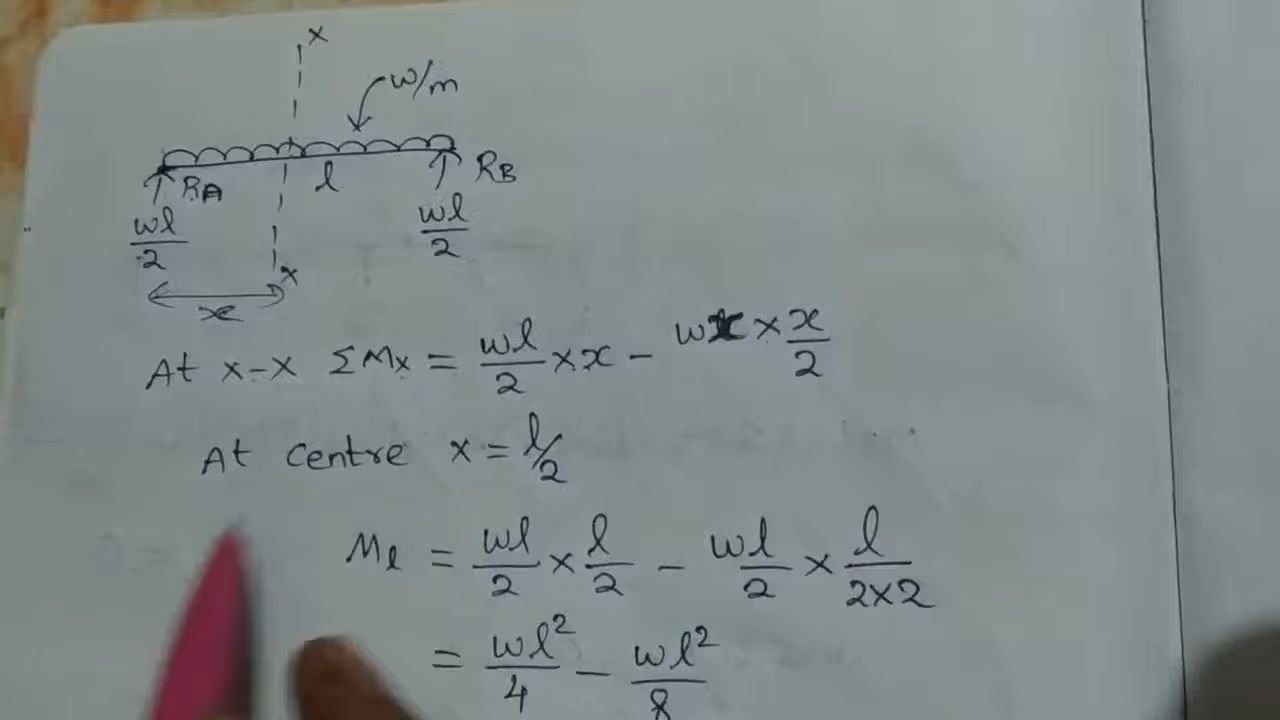 x
w/m
RA l RB
wl/2 wl/2
x
x
At x-x ΣMx = wl/2 × x - wx × x/2
At centre x = l/2
Ml = wl/2 × l/2 - wl/2 × l/2×2
= wl²/4 - wl²/8